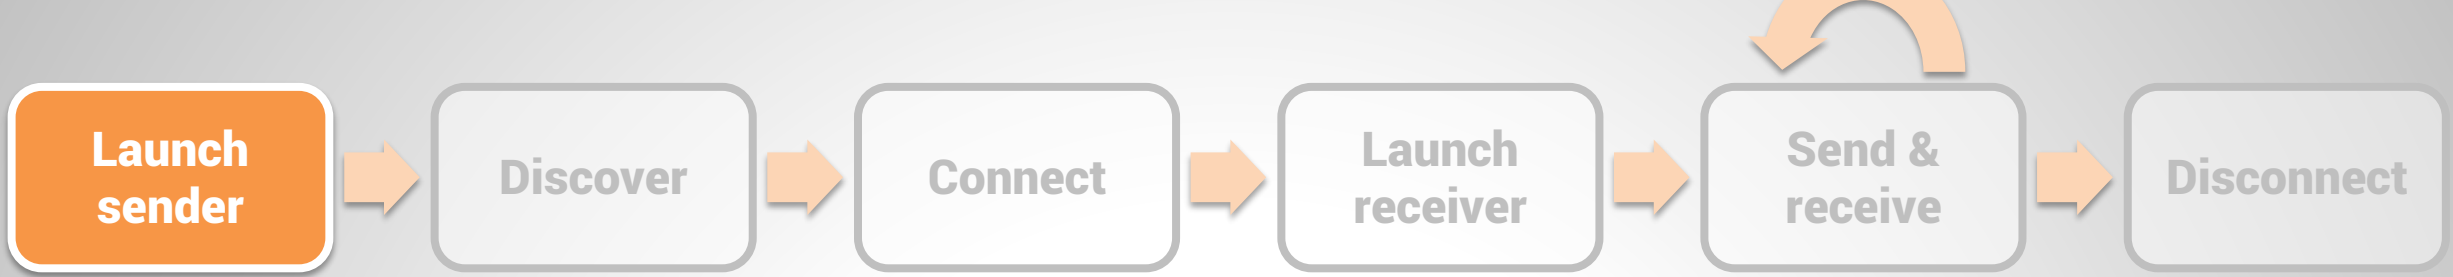 Launch
sender
Discover
Connect
Launch
receiver
Send &
receive
Disconnect